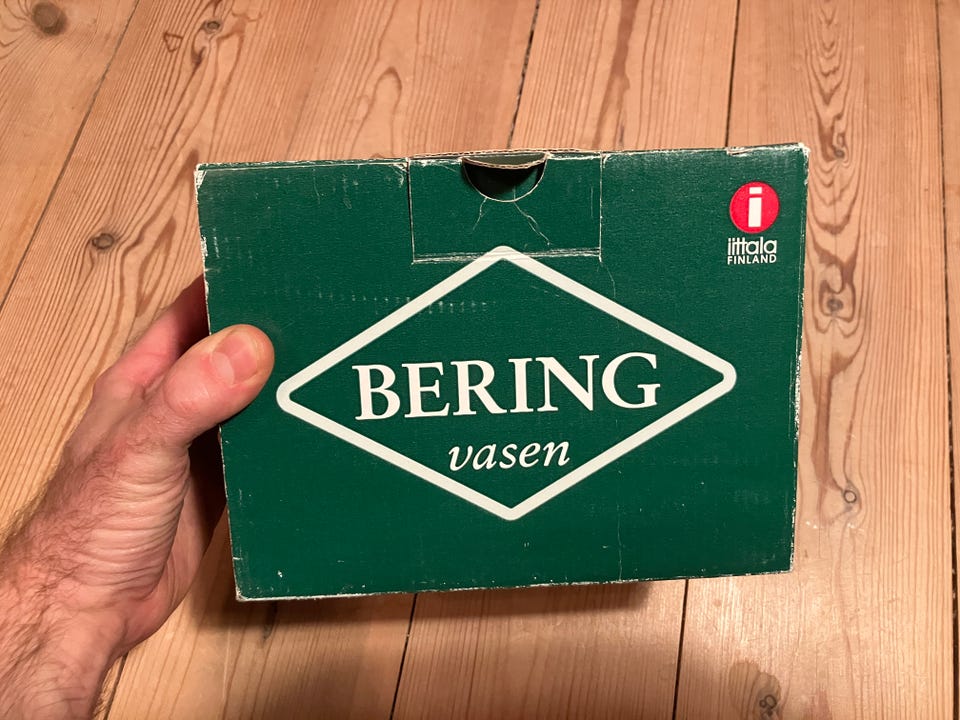 i
iittala
FINLAND
BERING
vasen